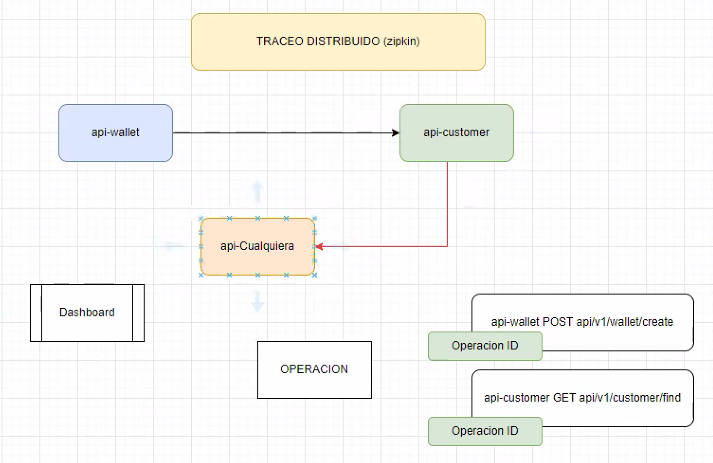 TRACEO DISTRIBUIDO (zipkin)
api-wallet
api-customer
api-Cualquiera
Dashboard
OPERACION
api-wallet POST api/v1/wallet/create
Operacion ID
api-customer GET api/v1/customer/find
Operacion ID